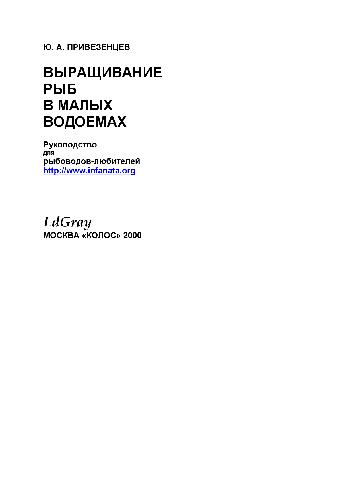 Ю. А. ПРИВЕЗЕНЦЕВ
ВЫРАЩИВАНИЕ
РЫБ
В МАЛЫХ
ВОДОЕМАХ
Руководство
для
рыбоводов-любителей
http://www.infanata.org
LdGray
МОСКВА «КОЛОС» 2000